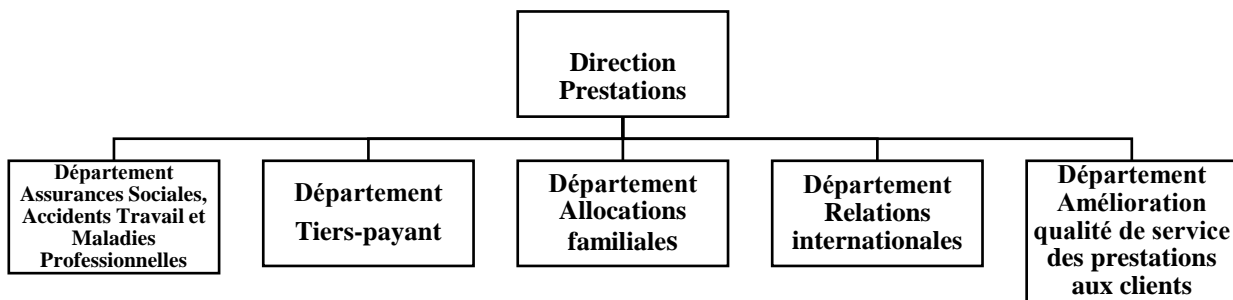 Direction
Prestations
Département
Assurances Sociales,
Accidents Travail et
Maladies
Professionnelles
Département
Tiers-payant
Département
Allocations
familiales
Département
Relations
internationales
Département
Amélioration
qualité de service
des prestations
aux clients